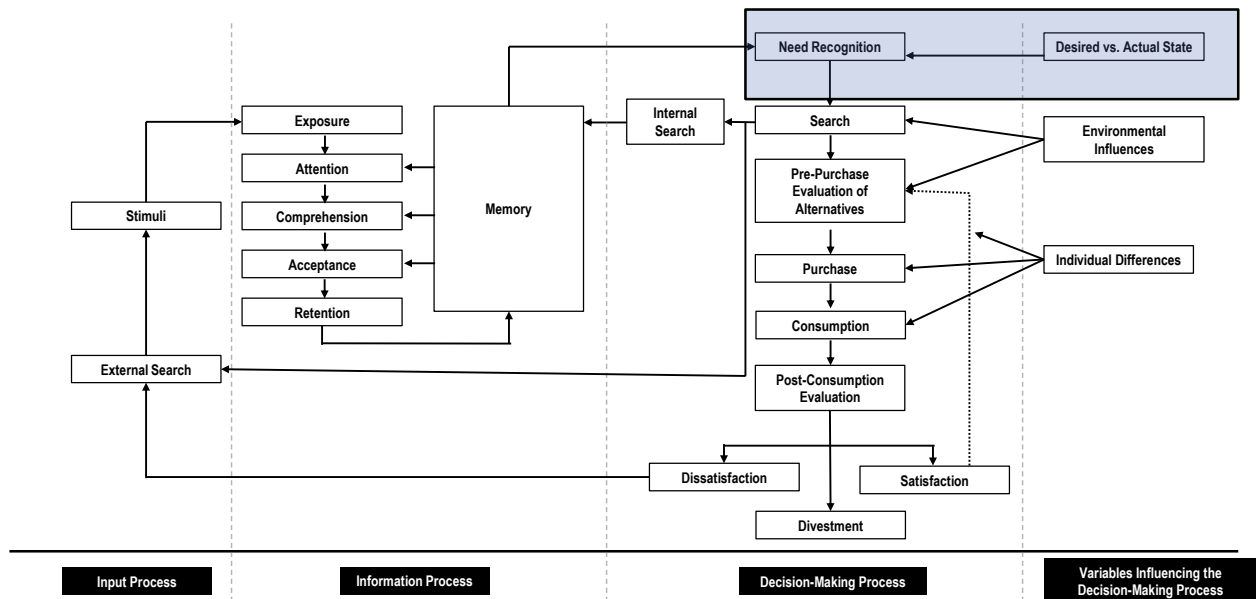 Need Recognition
Desired vs. Actual State
Exposure
Attention
Comprehension
Acceptance
Retention
Memory
Internal
Search
Search
Environmental
Influences
Pre-Purchase
Evaluation of
Alternatives
Stimuli
Purchase
Individual Differences
Consumption
External Search
Post-Consumption
Evaluation
Dissatisfaction
Satisfaction
Divestment
Input Process
Information Process
Decision-Making Process
Variables Influencing the
Decision-Making Process